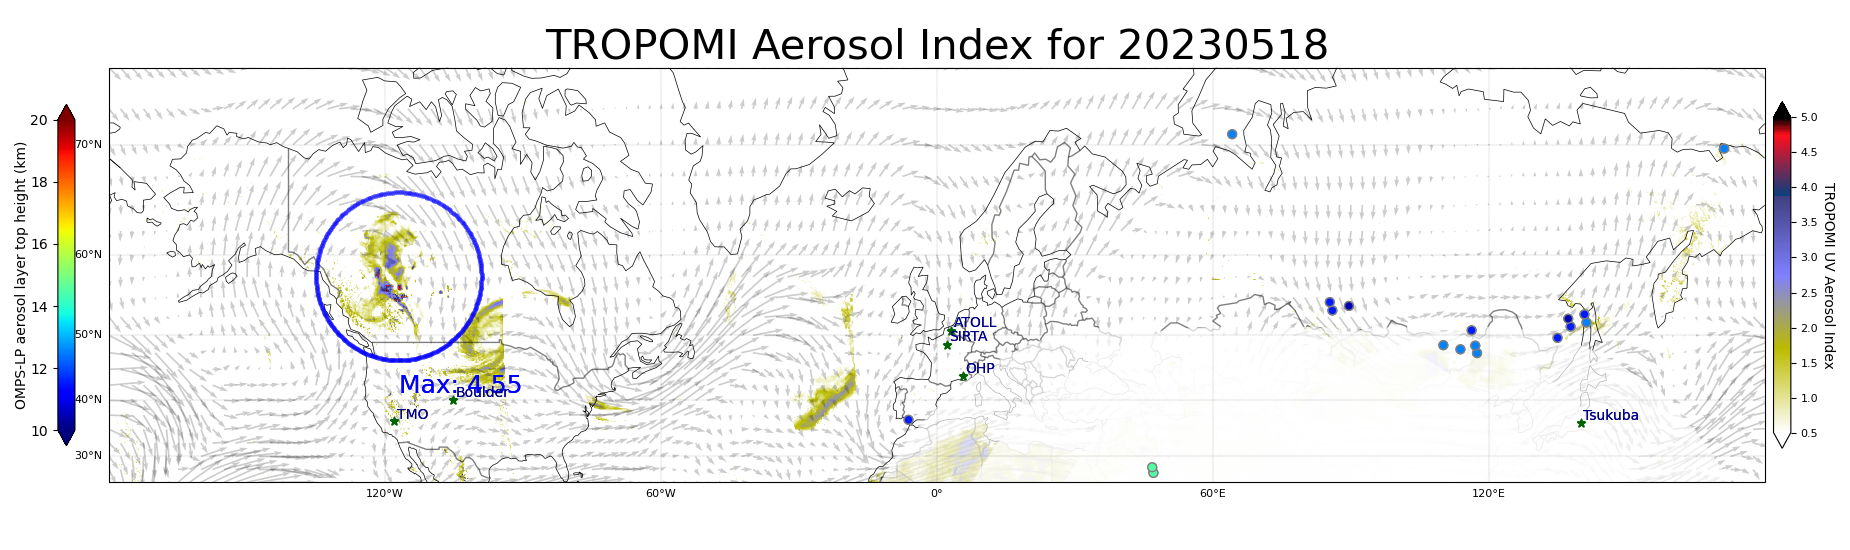 TROPOMI Aerosol Index for 20230518
OMPS-LP aerosol layer top height (km)
20
18
16
14
12
10
70°N
60°N
50°N
40°N
30°N
120°W
60°W
0°
60°E
120°E
Max: 4.55
Boulder
TMO
ATOLL
SIRTA
OHP
Tsukuba
5.0
4.5
4.0
3.5
3.0
2.5
2.0
1.5
1.0
0.5
TROPOMI UV Aerosol Index